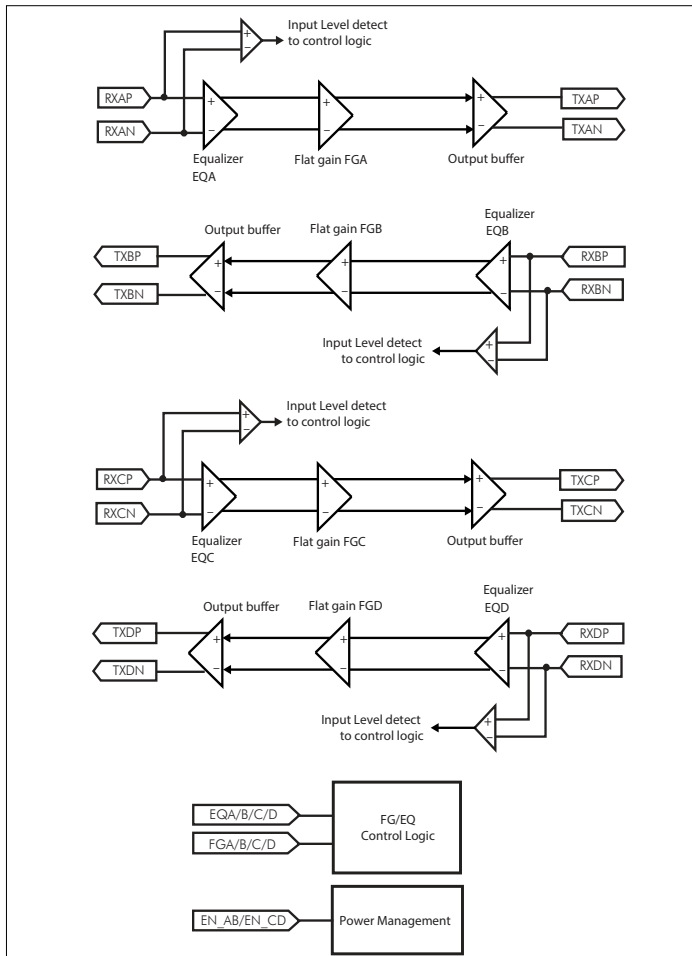 Input Level detect
to control logic
+
−
RXAP
+
TXAP
+
RXAN
−
−
TXAN
Equalizer
EQA
Flat gain FGA
Output buffer
Output buffer
Flat gain FGB
Equalizer
EQB
TXBP
+
+
+
RXBP
TXBN
−
−
−
RXBN
Input Level detect
to control logic
+
−
Input Level detect
to control logic
+
−
RXCP
+
+
TXCP
RXCN
−
−
TXCN
Equalizer
EQC
Flat gain FGC
Output buffer
Output buffer
Flat gain FGD
Equalizer
EQD
TXDP
+
+
+
RXDP
TXDN
−
−
−
RXDN
Input Level detect
to control logic
+
−
EQA/B/C/D
FGA/B/C/D
FG/EQ
Control Logic
EN_AB/EN_CD
Power Management